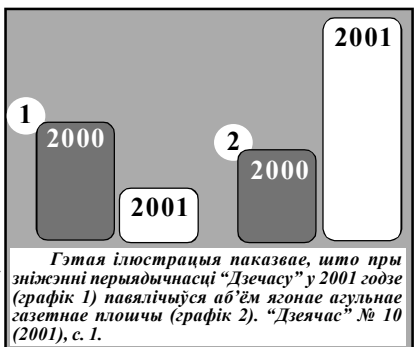 2001
1
2000
2
2000
2001
Гэтая ілюстрацыя паказвае, што пры
зніжэнні перыядычнасці “Дзечасу” у 2001 годзе
(графік 1) павялічыўся аб’ём ягонае агульнае
газетнае плошчы (графік 2). “Дзеячас” № 10
(2001), с. 1.